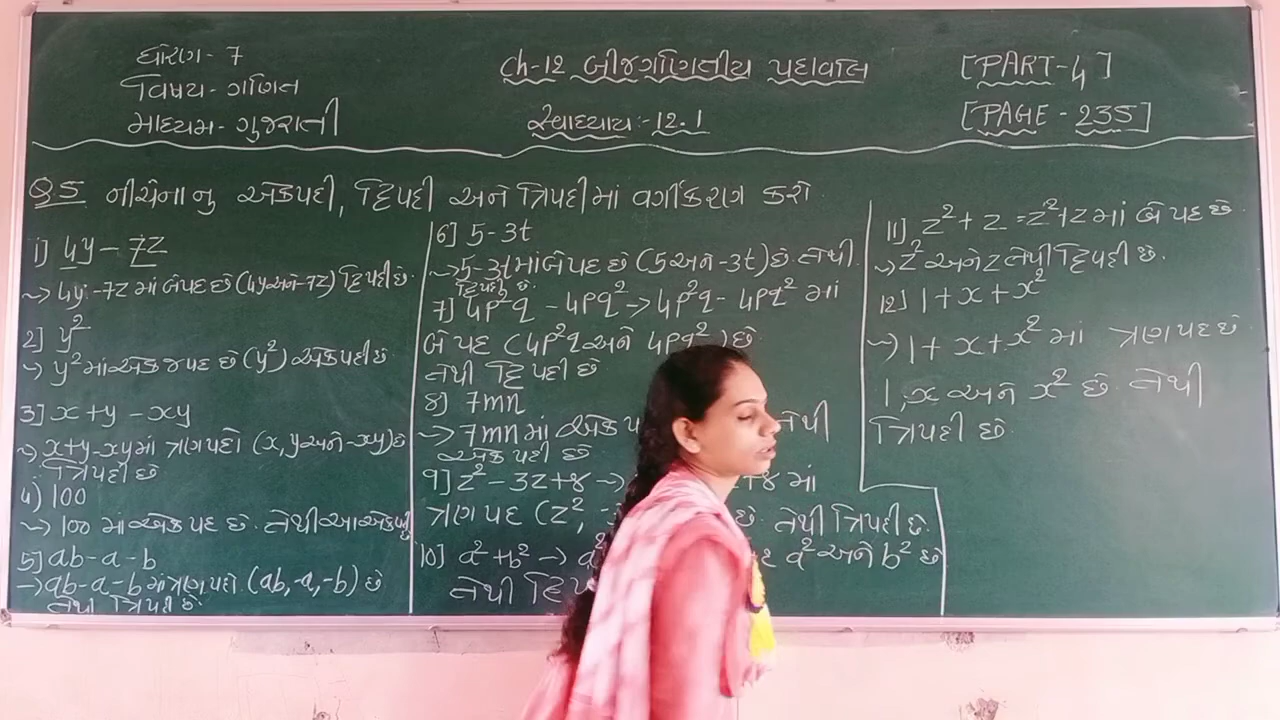 ધોરણ- 7
વિષય- ગણિત
માધ્યમ- ગુજરાતી
Ch-12 બીજગણિતીય પદાવલિ
સ્વાધ્યાય:-12.1
[PART-4]
[PAGE - 235]
Q.5 નીચેનાનુ એકપદી, દ્વિપદી અને ત્રિપદીમાં વર્ગીકરણ કરો
1) 4y - 7z
→ 4y -7z માં બે પદ છે (4y અને -7z) દ્વિપદી છે.
2] y²
→ y² માં એક જ પદ છે (y²) એકપદી છે.
3] x + y - xy
→ x+y-xy માં ત્રણ પદો (x, y અને -xy) છે
ત્રિપદી છે
4) 100
→ 100 માં એક પદ છે. તેથી આ એકપદી
5] ab - a - b
→ ab-a-b માં ત્રણ પદો (ab, -a, -b) છે
તેથી ત્રિપદી છે.
6] 5 - 3t
→ 5-3t માં બે પદ છે (5 અને -3t) છે તેથી
દ્વિપદી છે.
7] 4p²q - 4pq² → 4p²q - 4pq² માં
બે પદ (4p²q અને 4pq²) છે
તેથી દ્વિપદી છે
8] 7mn
→ 7mn માં એક પ તેથી
એકપદી છે
9] z² - 3z + 8 → z+8 માં
ત્રણ પદ (z², છે. તેથી ત્રિપદી છે.
10] a² + b² → a² a² અને b² છે
તેથી દ્વિપ
11] z² + z = z²+z માં બે પદ છે.
→ z² અને z તેથી દ્વિપદી છે.
12] 1 + x + x²
→ 1 + x + x² માં ત્રણ પદ છે
1, x અને x² છે તેથી
ત્રિપદી છે.